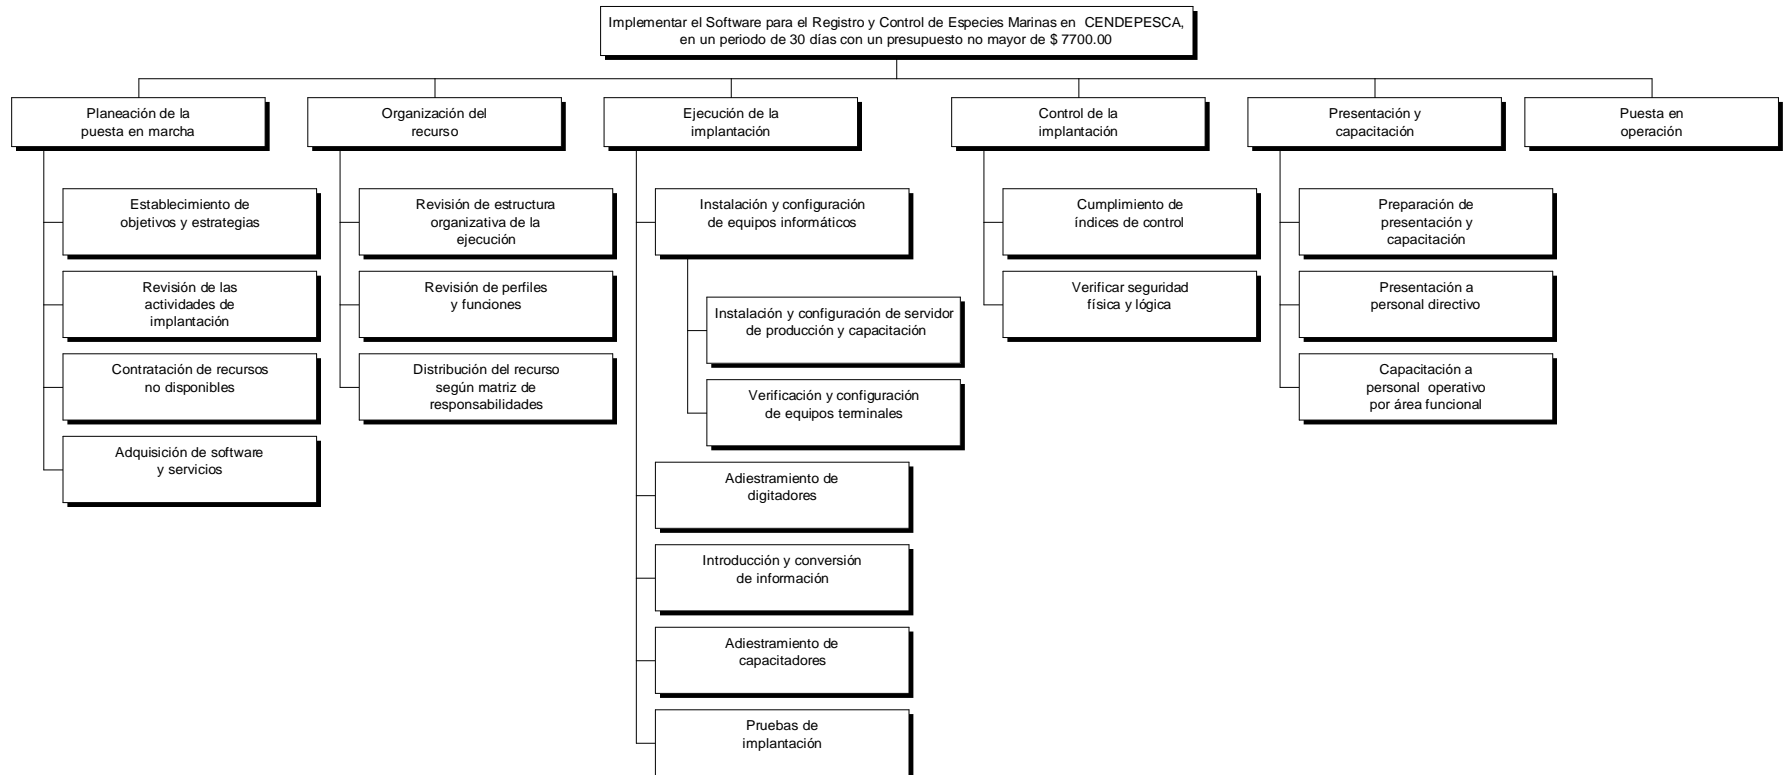 Implementar el Software para el Registro y Control de Especies Marinas en CENDEPESCA,
en un periodo de 30 días con un presupuesto no mayor de $ 7700.00
Planeación de la
puesta en marcha
Establecimiento de
objetivos y estrategias
Revisión de las
actividades de
implantación
Contratación de recursos
no disponibles
Adquisición de software
y servicios
Organización del
recurso
Revisión de estructura
organizativa de la
ejecución
Revisión de perfiles
y funciones
Distribución del recurso
según matriz de
responsabilidades
Ejecución de la
implantación
Instalación y configuración
de equipos informáticos
Instalación y configuración de servidor
de producción y capacitación
Verificación y configuración
de equipos terminales
Adiestramiento de
digitadores
Introducción y conversión
de información
Adiestramiento de
capacitadores
Pruebas de
implantación
Control de la
implantación
Cumplimiento de
índices de control
Verificar seguridad
física y lógica
Presentación y
capacitación
Preparación de
presentación y
capacitación
Presentación a
personal directivo
Capacitación a
personal operativo
por área funcional
Puesta en
operación